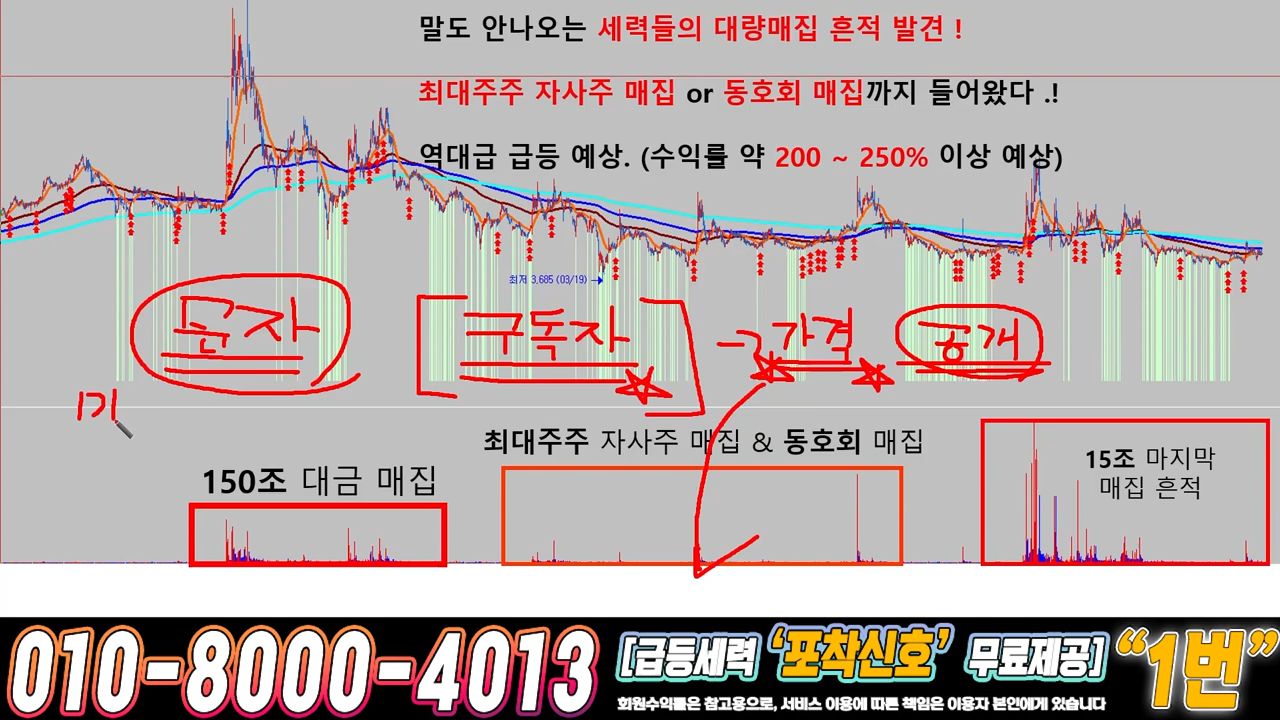 말도 안나오는 세력들의 대량매집 흔적 발견 !
최대주주 자사주 매집 or 동호회 매집까지 들어왔다 .!
역대급 급등 예상. (수익률 약 200 ~ 250% 이상 예상)
최저 3,685 (03/19)
문자 구독자 가격 공개
최대주주 자사주 매집 & 동호회 매집
150조 대금 매집
15조 마지막
매집 흔적
010-8000-4013 [급등세력 '포착신호' 무료제공] "1번"
회원수익률은 참고용으로, 서비스 이용에 따른 책임은 이용자 본인에게 있습니다